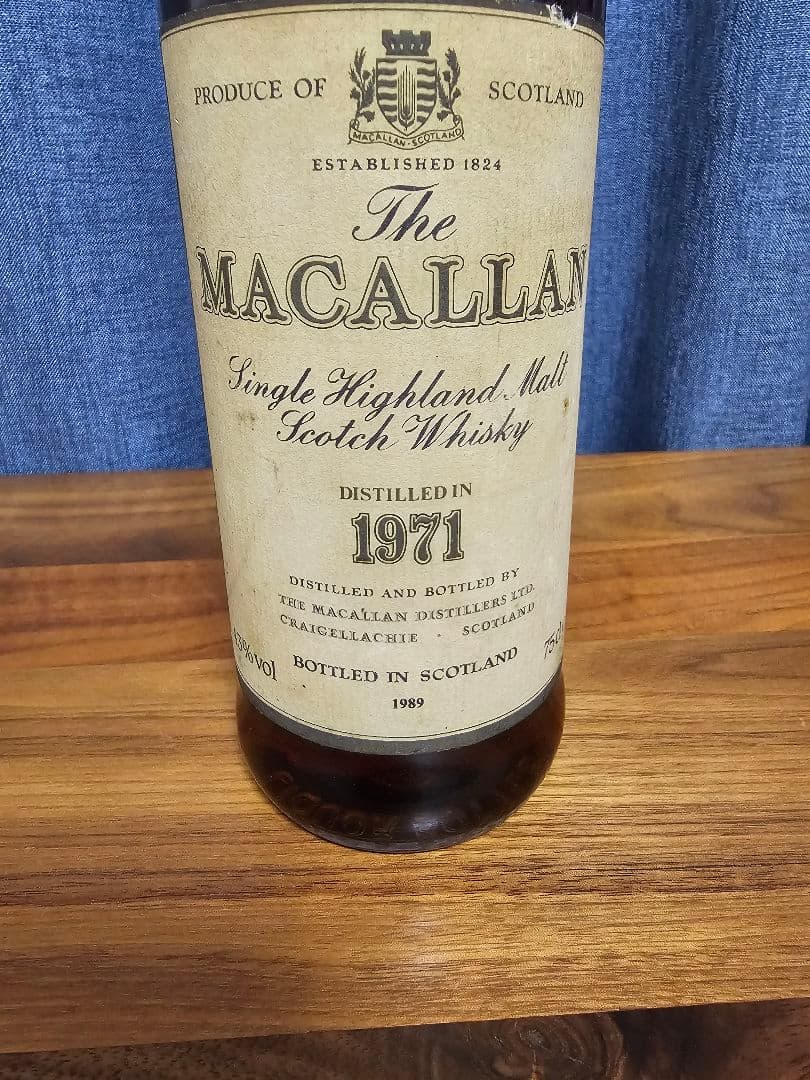 PRODUCE OF SCOTLAND
MACALLAN-SCOTLAND
ESTABLISHED 1824
The
MACALLAN
Single Highland Malt
Scotch Whisky
DISTILLED IN
1971
DISTILLED AND BOTTLED BY
THE MACALLAN DISTILLERS LTD.
CRAIGELLACHIE · SCOTLAND
43%vol BOTTLED IN SCOTLAND 75cl
1989